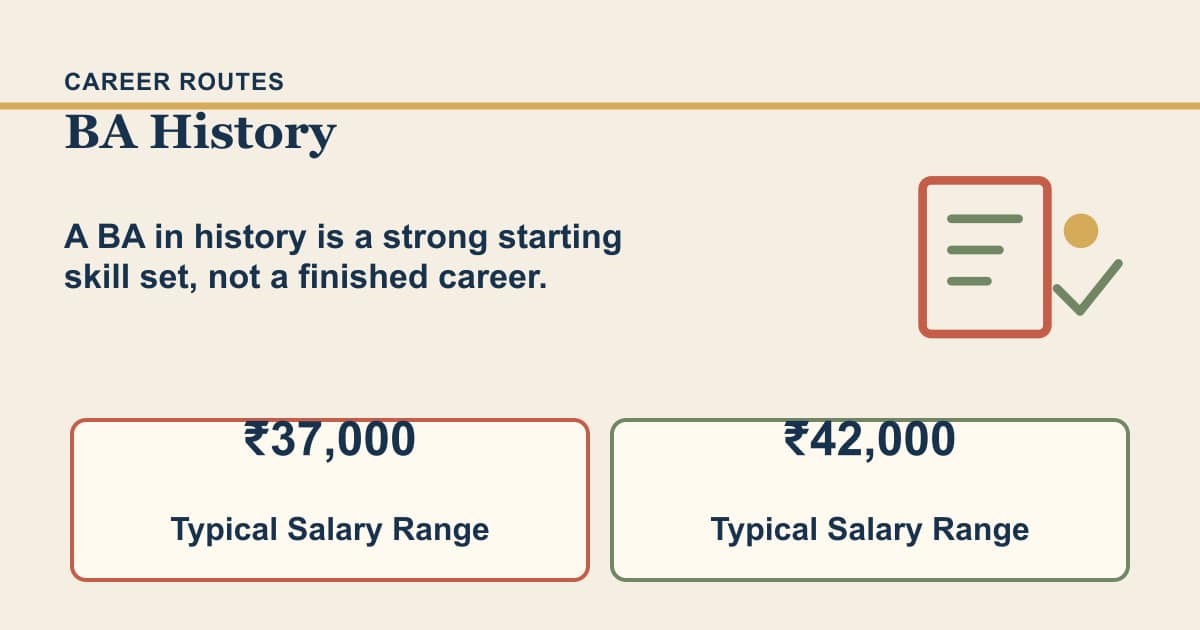 CAREER ROUTES
BA History
A BA in history is a strong starting
skill set, not a finished career.
₹37,000
Typical Salary Range
₹42,000
Typical Salary Range